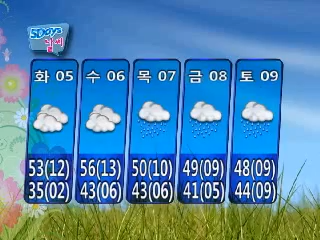 5Days
날씨
화 05 수 06 목 07 금 08 토 09
53(12) 56(13) 50(10) 49(09) 48(09)
35(02) 43(06) 43(06) 41(05) 44(09)